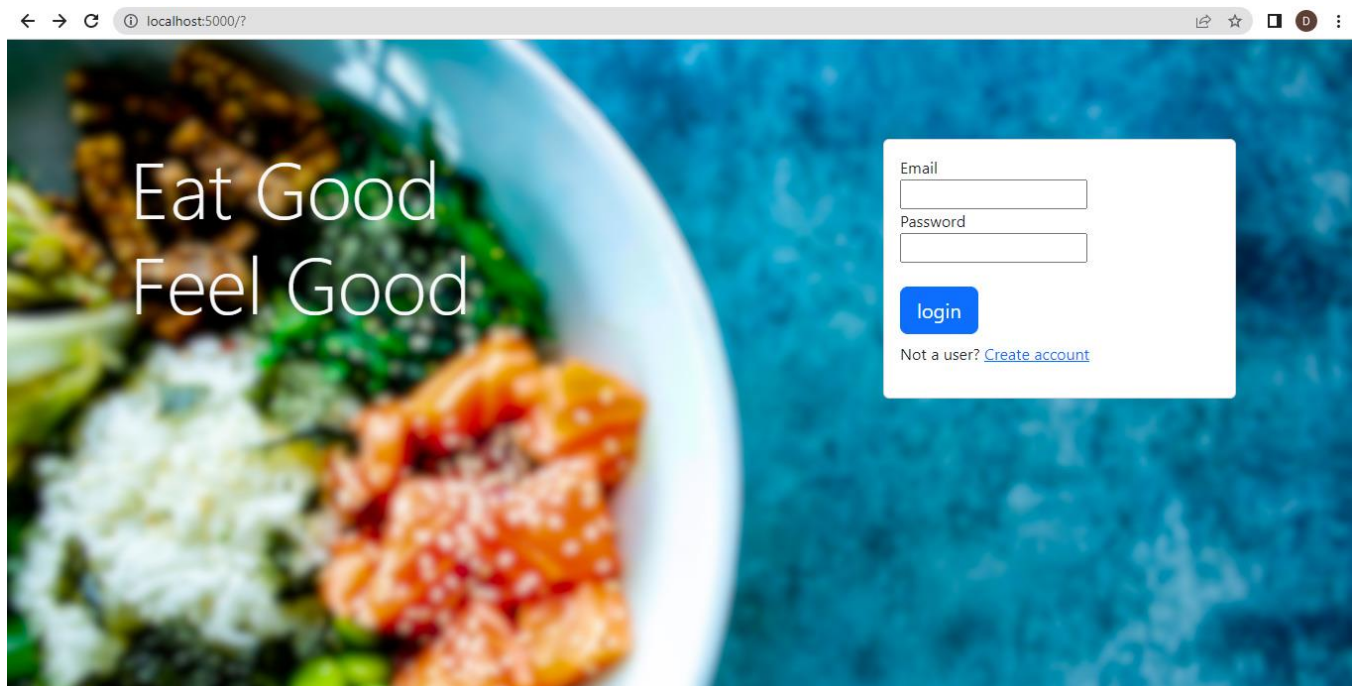 localhost:5000/?
D
Eat Good
Feel Good
Email
Password
login
Not a user? Create account